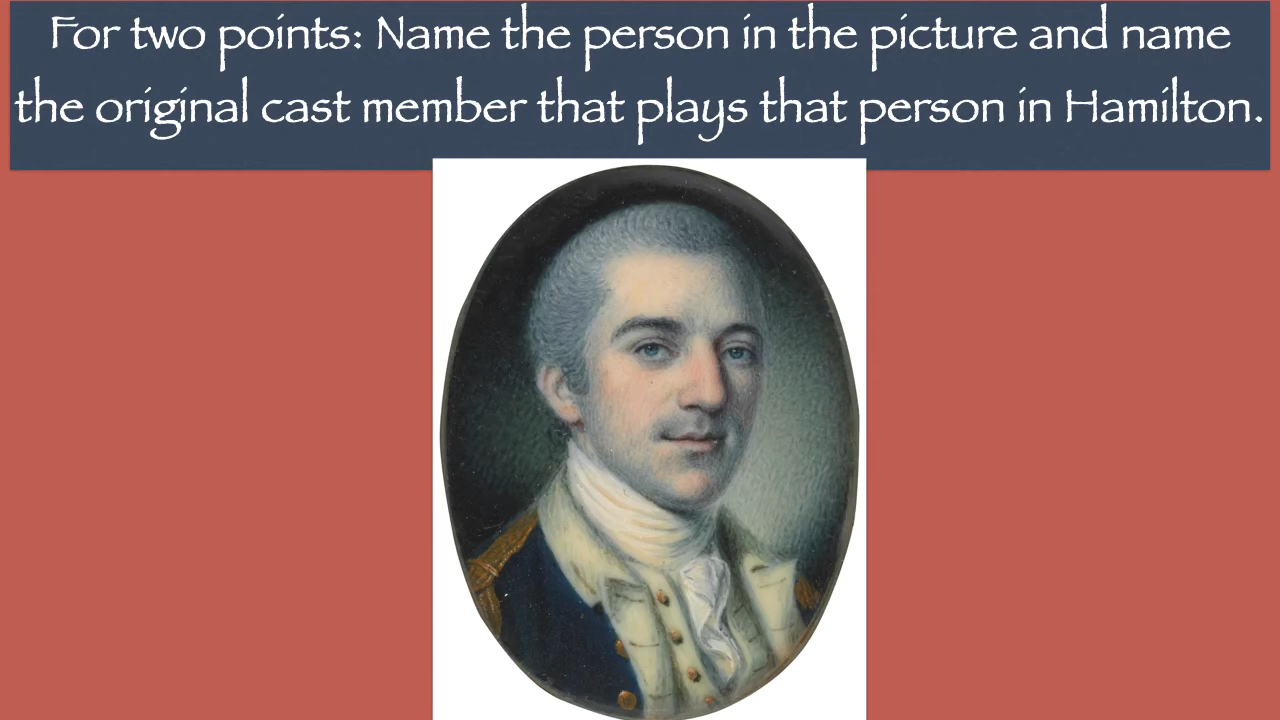 For two points: Name the person in the picture and name
the original cast member that plays that person in Hamilton.